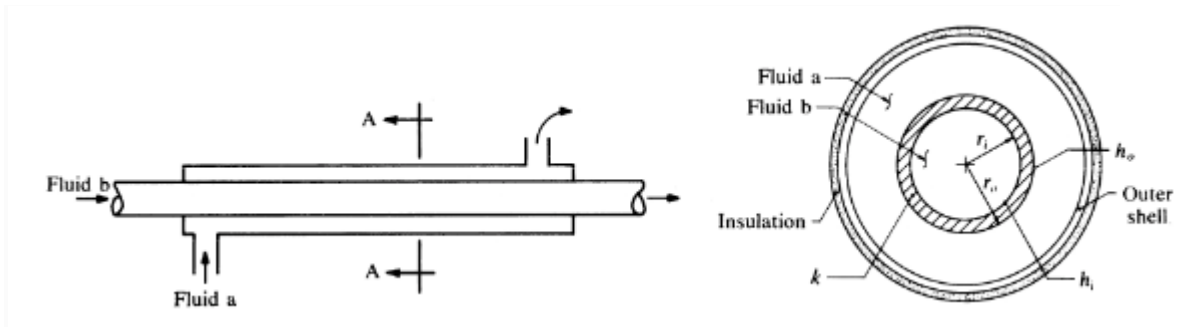 A
Fluid b
A
Fluid a
Fluid a
Fluid b
r_i
h_o
r_o
Insulation
Outer
shell
k
h_i